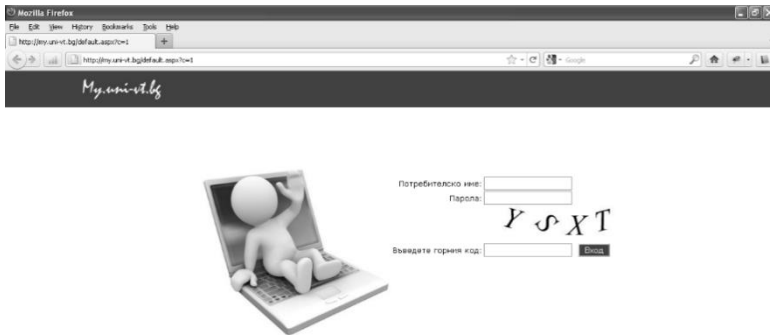 Mozilla Firefox
File Edit View History Bookmarks Tools Help
http://my.uni-vt.bg/default.aspx?c=1
http://my.uni-vt.bg/default.aspx?c=1 Google
My.uni-vt.bg
Потребителско име:
Парола:
Y S X T
Въведете горния код: Вход